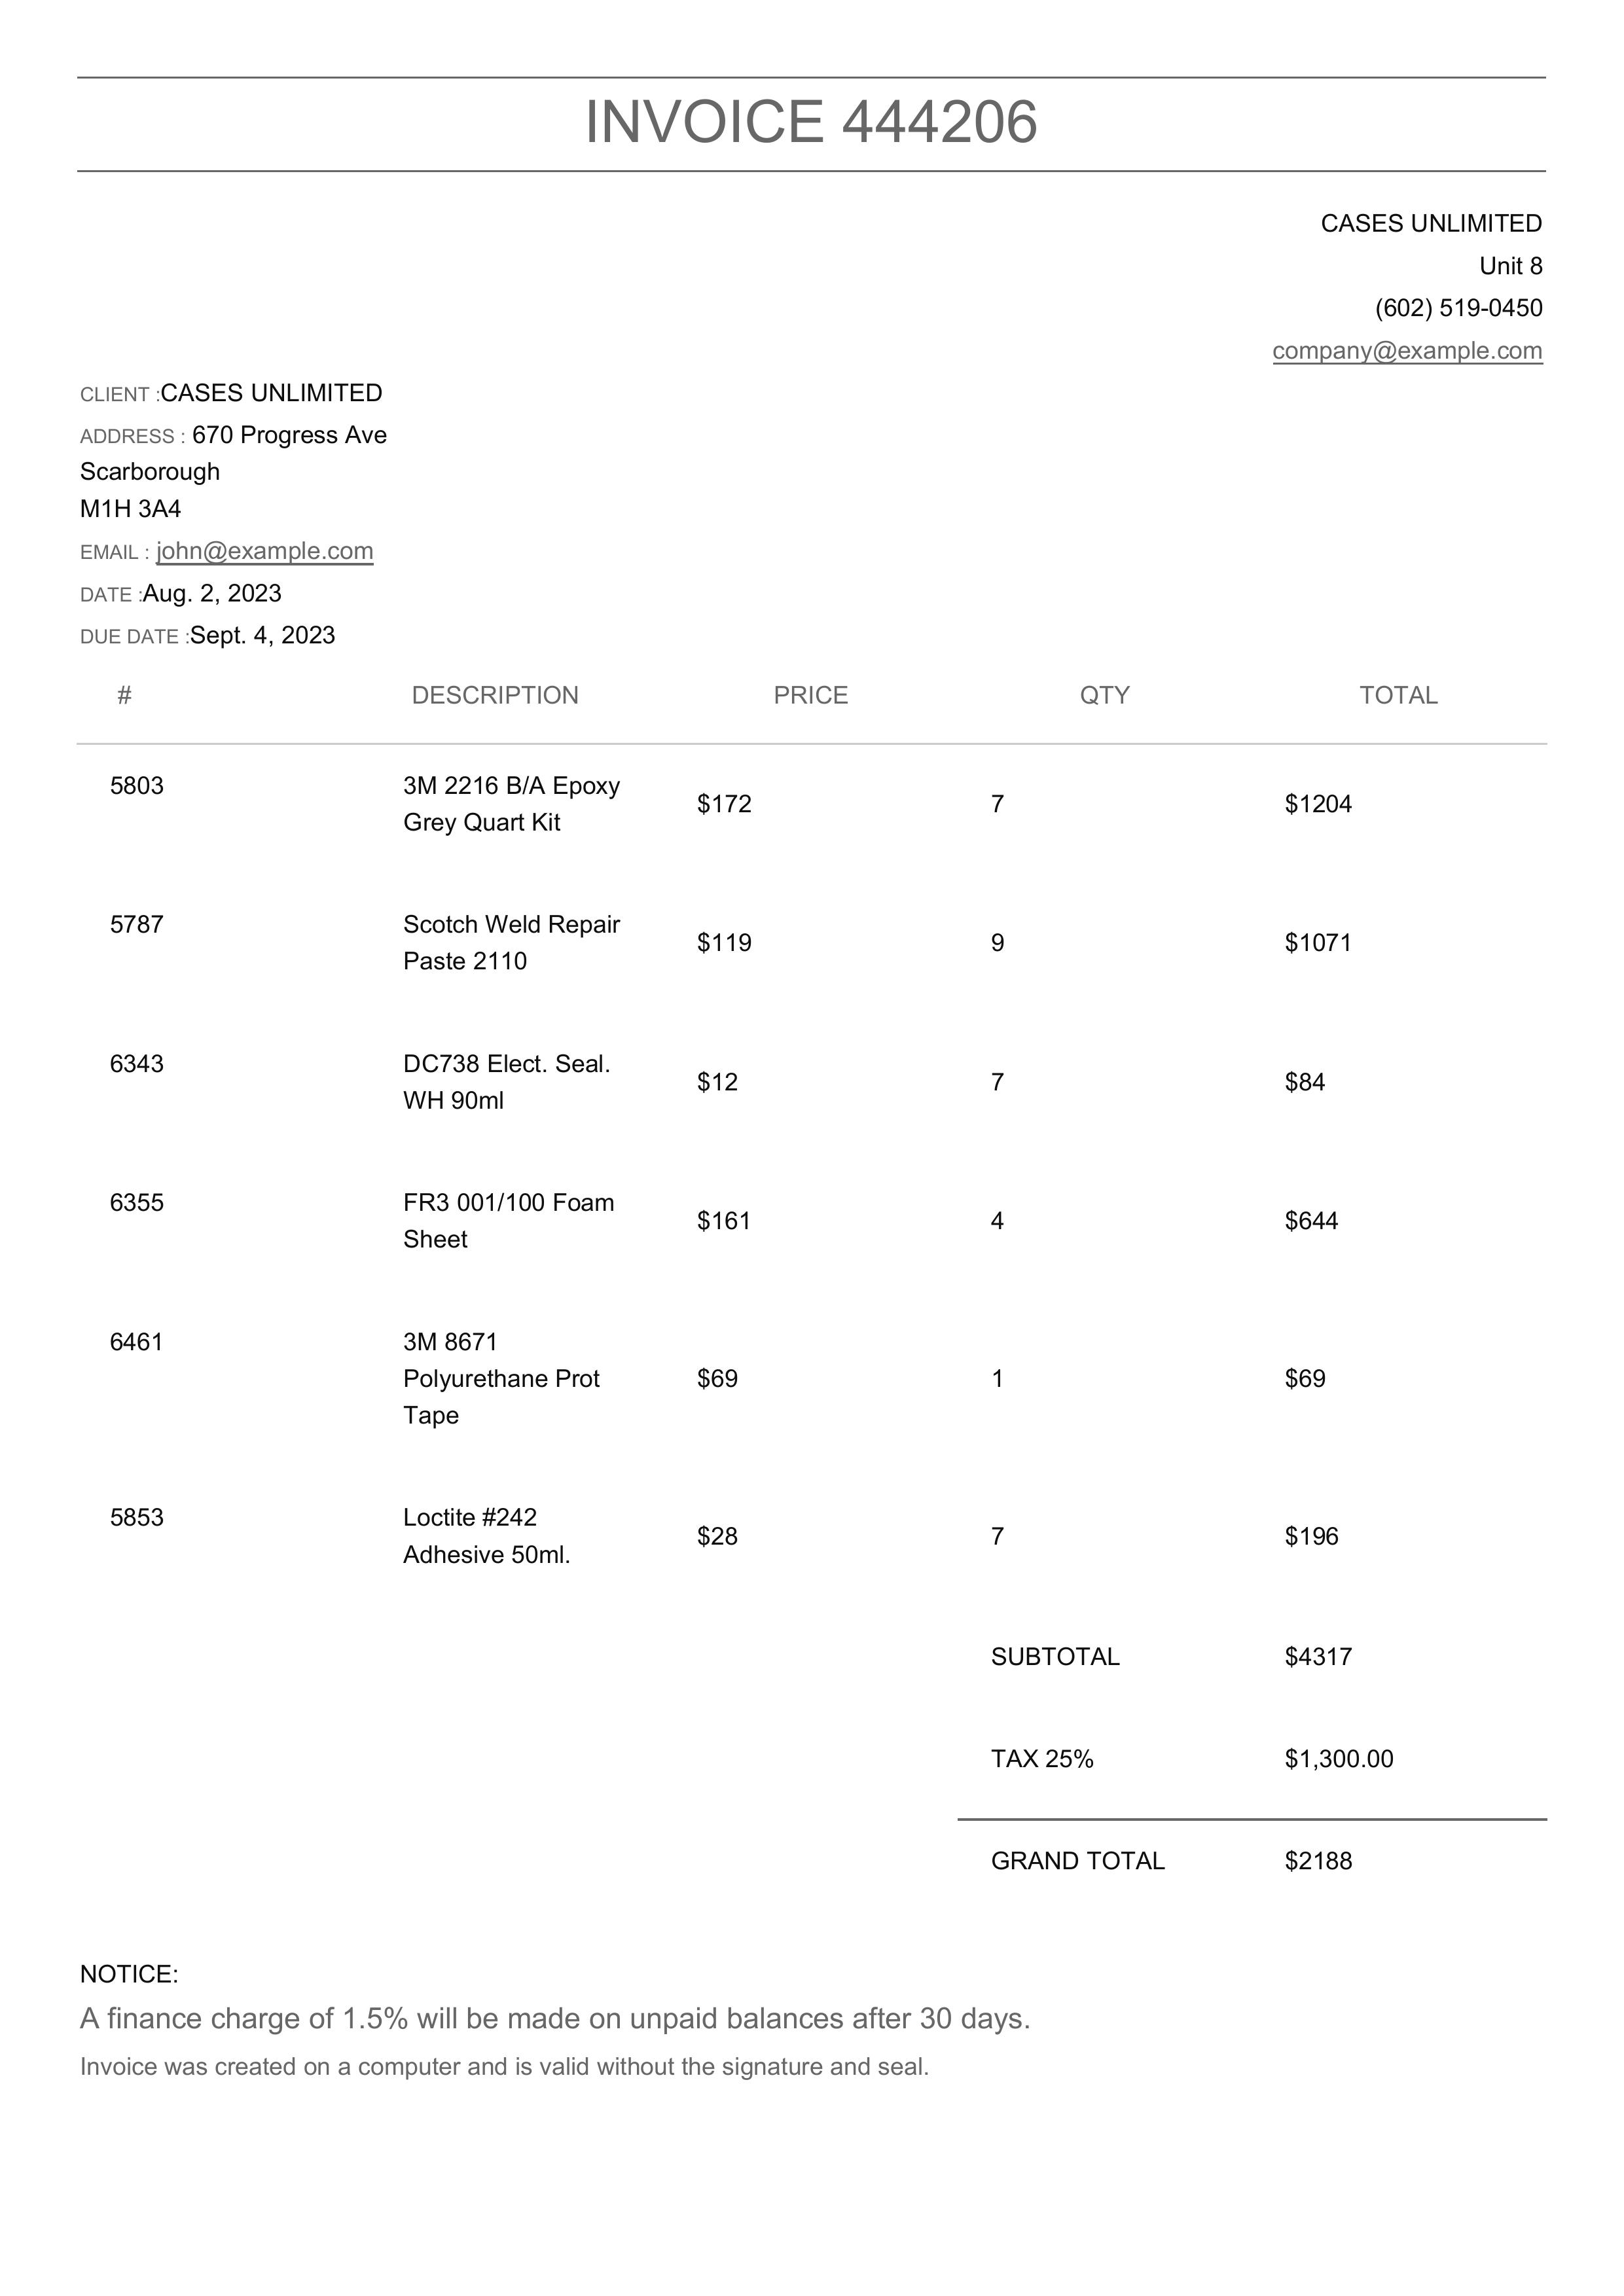 INVOICE 444206
CASES UNLIMITED
Unit 8
(602) 519-0450
company@example.com
CLIENT :CASES UNLIMITED
ADDRESS : 670 Progress Ave
Scarborough
M1H 3A4
EMAIL : john@example.com
DATE :Aug. 2, 2023
DUE DATE :Sept. 4, 2023
# DESCRIPTION PRICE QTY TOTAL
5803 3M 2216 B/A Epoxy
Grey Quart Kit $172 7 $1204
5787 Scotch Weld Repair
Paste 2110 $119 9 $1071
6343 DC738 Elect. Seal.
WH 90ml $12 7 $84
6355 FR3 001/100 Foam
Sheet $161 4 $644
6461 3M 8671
Polyurethane Prot $69 1 $69
Tape
5853 Loctite #242
Adhesive 50ml. $28 7 $196
SUBTOTAL $4317
TAX 25% $1,300.00
GRAND TOTAL $2188
NOTICE:
A finance charge of 1.5% will be made on unpaid balances after 30 days.
Invoice was created on a computer and is valid without the signature and seal.